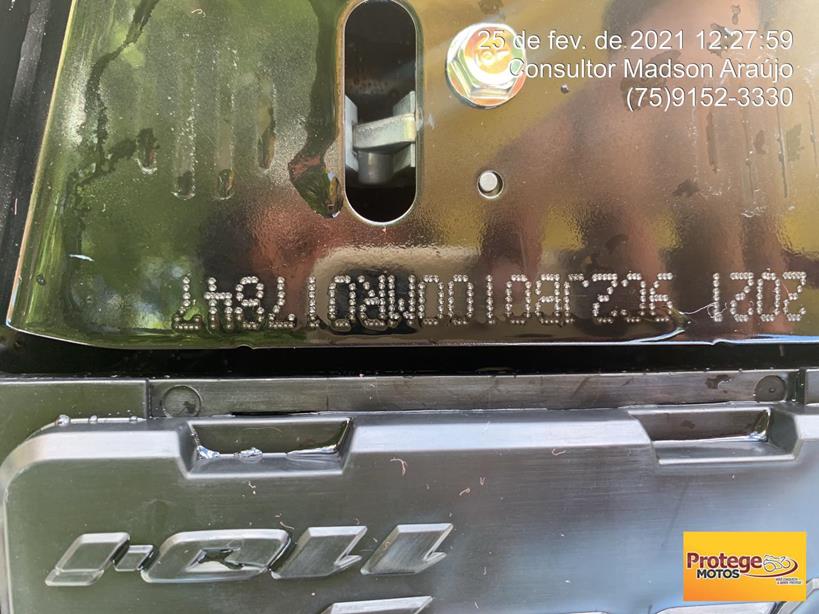 25 de fev. de 2021 12:27:59
Consultor Madson Araújo
(75)9152-3330
2021 9C2JB0100MR017847
110i
Protege
MOTOS